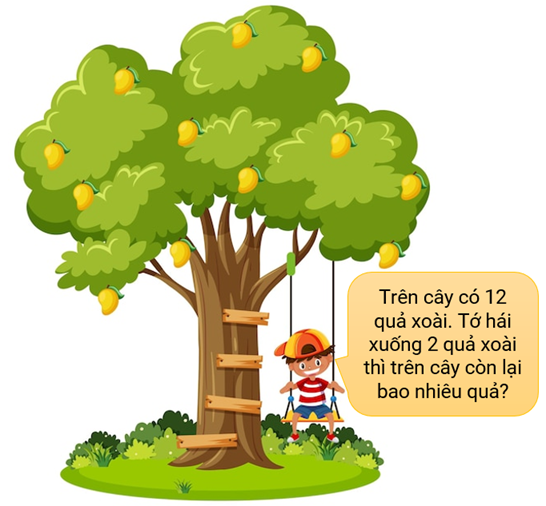 Trên cây có 12
quả xoài. Tớ hái
xuống 2 quả xoài
thì trên cây còn lại
bao nhiêu quả?